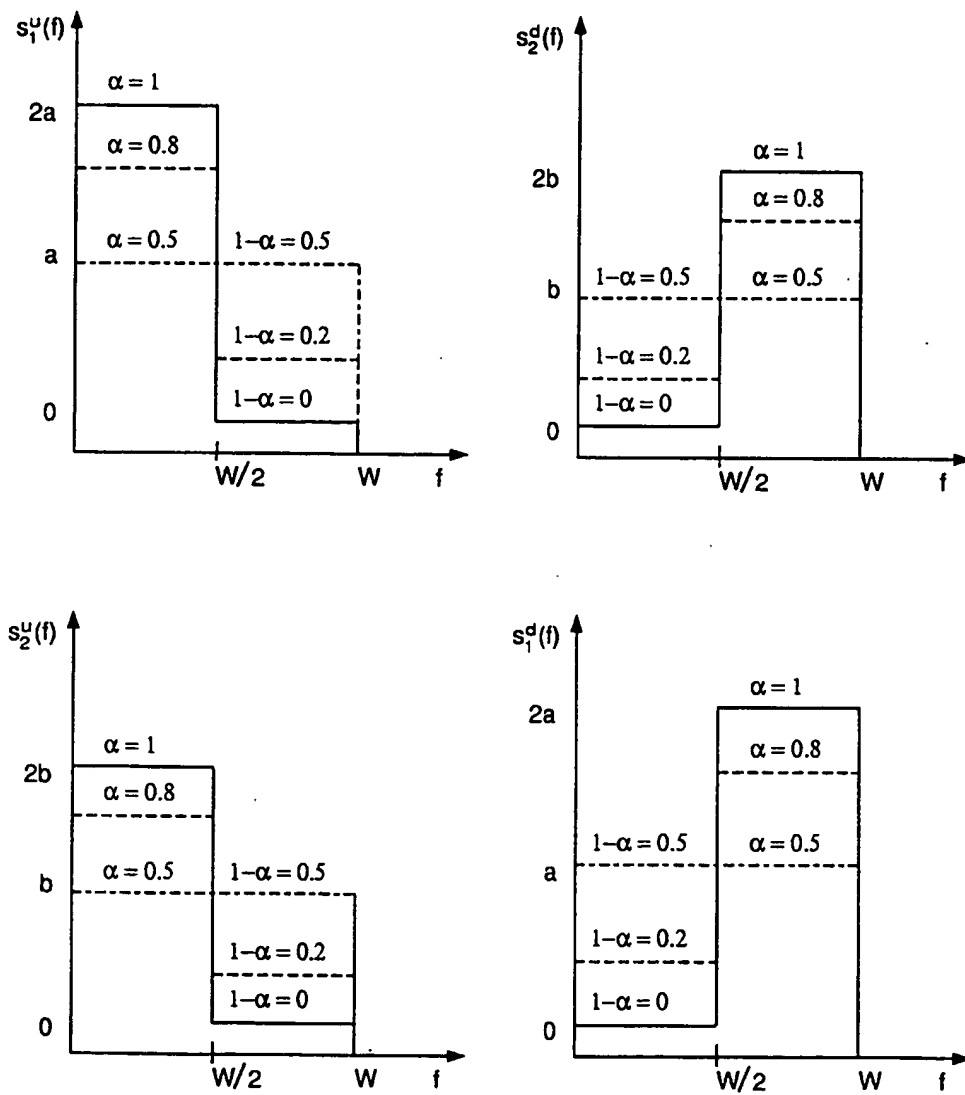 s₁ᵘ(f)
α = 1
2a
α = 0.8
α = 0.5
1−α = 0.5
a
1−α = 0.2
1−α = 0
0
W/2
W
f
s₂ᵈ(f)
α = 1
2b
α = 0.8
1−α = 0.5
α = 0.5
b
1−α = 0.2
1−α = 0
0
W/2
W
f
s₂ᵘ(f)
α = 1
2b
α = 0.8
α = 0.5
1−α = 0.5
b
1−α = 0.2
1−α = 0
0
W/2
W
f
s₁ᵈ(f)
α = 1
2a
α = 0.8
1−α = 0.5
α = 0.5
a
1−α = 0.2
1−α = 0
0
W/2
W
f